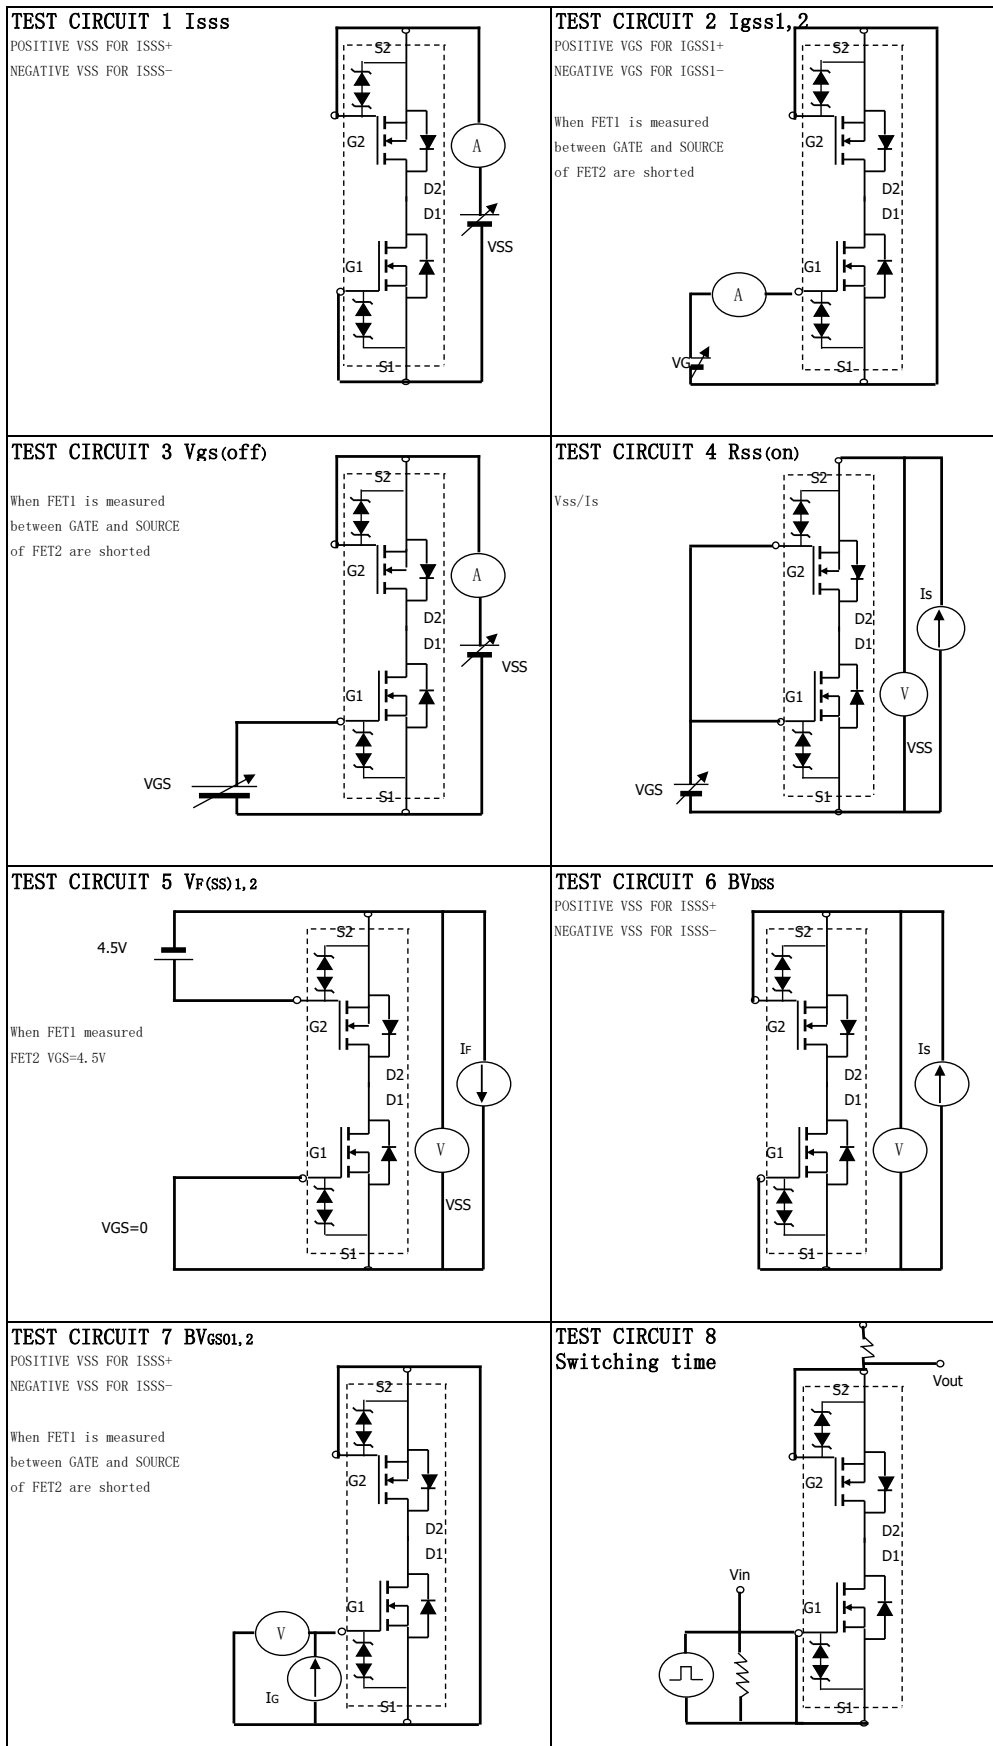 TEST CIRCUIT 1 Isss
POSITIVE VSS FOR ISSS+
NEGATIVE VSS FOR ISSS-
S2
G2
A
D2
D1
VSS
G1
S1
TEST CIRCUIT 2 Igss1,2
POSITIVE VGS FOR IGSS1+
NEGATIVE VGS FOR IGSS1-
When FET1 is measured
between GATE and SOURCE
of FET2 are shorted
S2
G2
D2
D1
G1
A
VG
S1
TEST CIRCUIT 3 Vgs(off)
When FET1 is measured
between GATE and SOURCE
of FET2 are shorted
S2
G2
A
D2
D1
VSS
G1
VGS
S1
TEST CIRCUIT 4 Rss(on)
Vss/Is
S2
G2
Is
D2
D1
G1
V
VSS
VGS
S1
TEST CIRCUIT 5 VF(SS)1,2
4.5V
When FET1 measured
FET2 VGS=4.5V
S2
G2
IF
D2
D1
G1
V
VSS
VGS=0
S1
TEST CIRCUIT 6 BVDSS
POSITIVE VSS FOR ISSS+
NEGATIVE VSS FOR ISSS-
S2
G2
Is
D2
D1
G1
V
S1
TEST CIRCUIT 7 BVGSO1,2
POSITIVE VSS FOR ISSS+
NEGATIVE VSS FOR ISSS-
When FET1 is measured
between GATE and SOURCE
of FET2 are shorted
S2
G2
D2
D1
G1
V
IG
S1
TEST CIRCUIT 8
Switching time
Vout
S2
G2
D2
D1
Vin
G1
S1